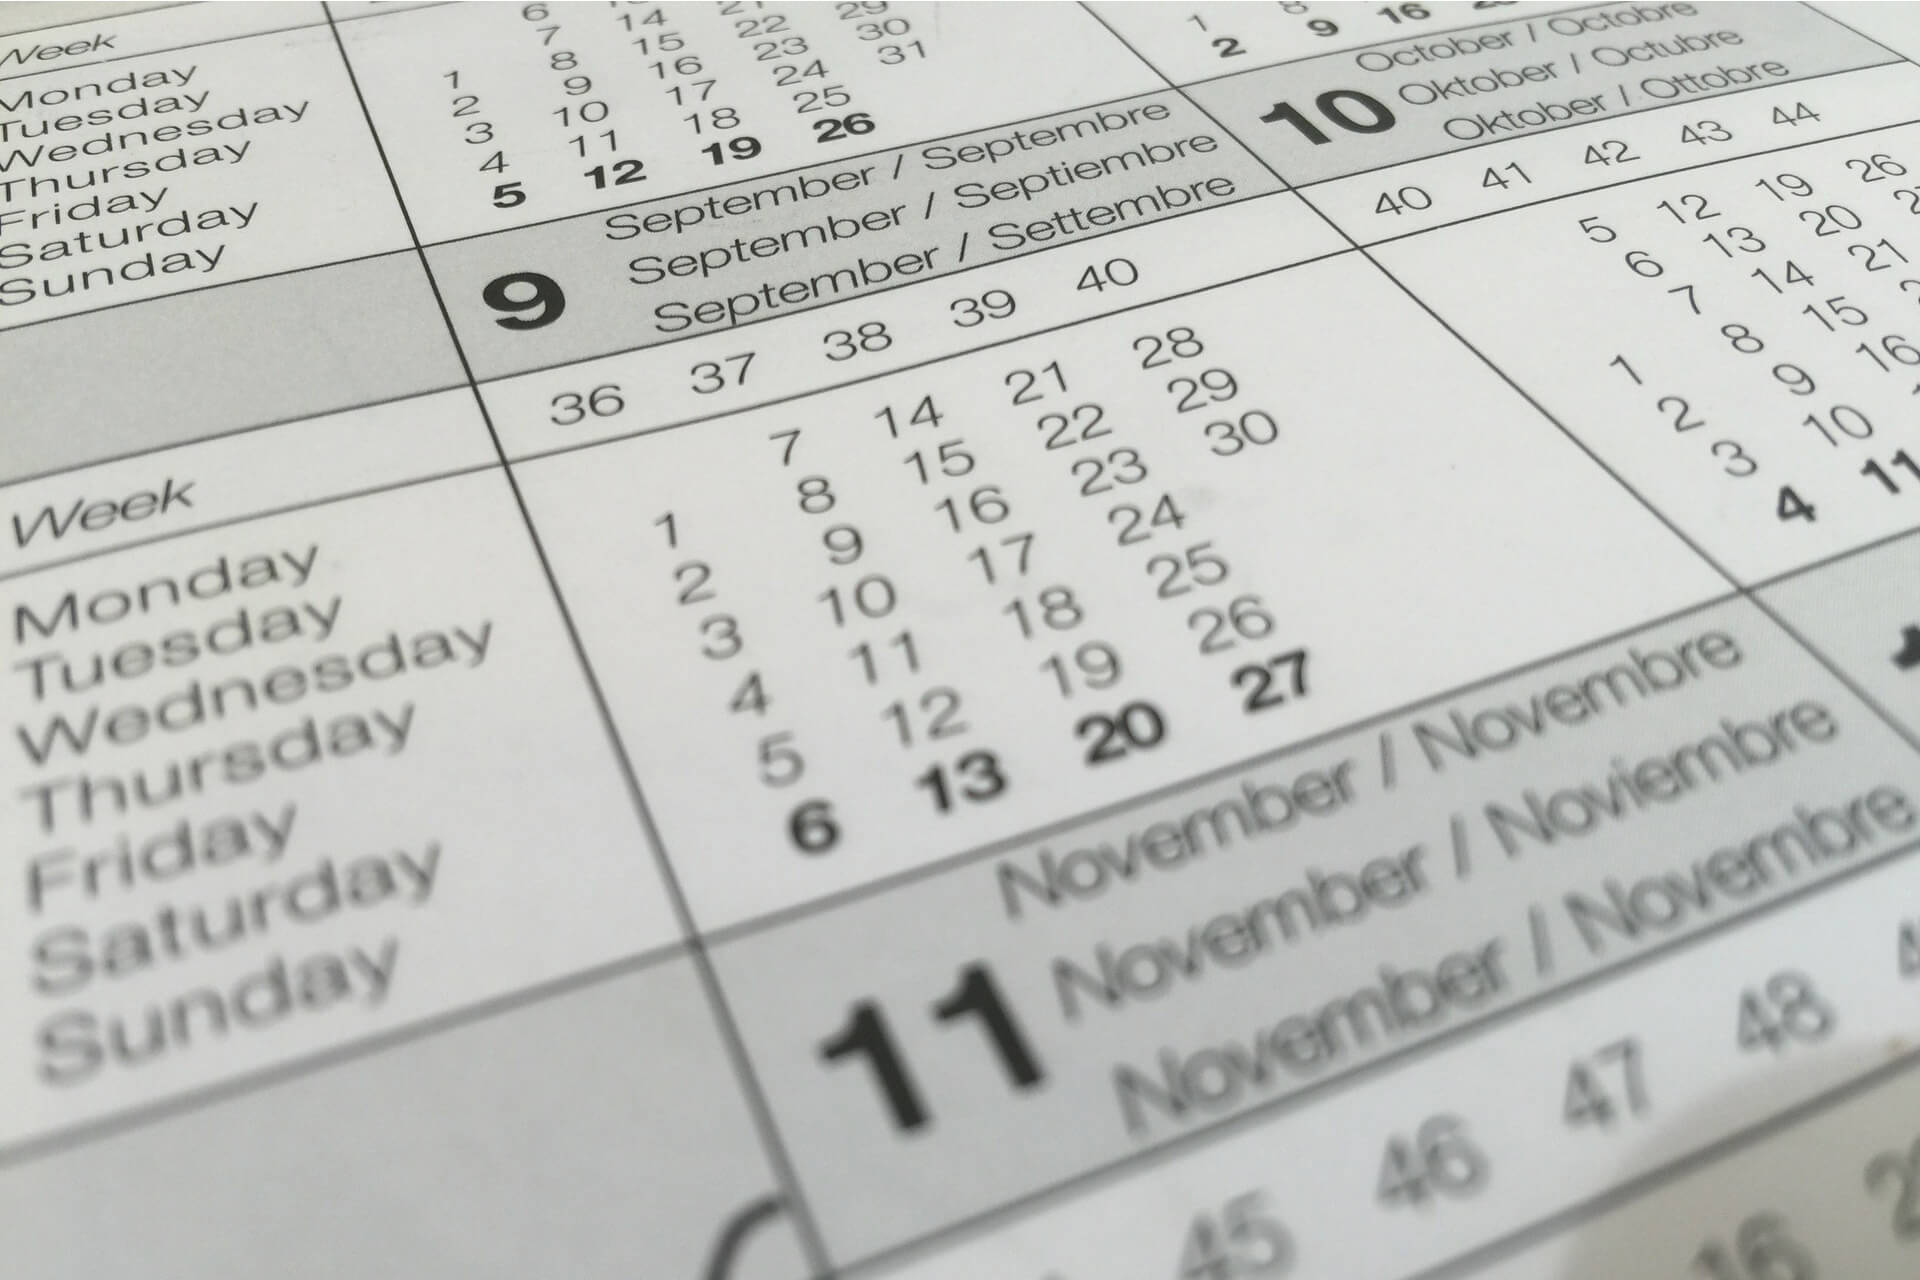 Week
Monday
Tuesday
Wednesday
Thursday
Friday
Saturday
Sunday
6
7 14
1 8 15 22 29
2 9 16 23 30
3 10 17 24 31
4 11 18 25
5 12 19 26
1
2 9 16
9
September / Septembre
September / Septiembre
September / Settembre
10
October / Octobre
Oktober / Octubre
Oktober / Ottobre
Week
Monday
Tuesday
Wednesday
Thursday
Friday
Saturday
Sunday
36 37 38 39 40
7 14 21 28
1 8 15 22 29
2 9 16 23 30
3 10 17 24
4 11 18 25
5 12 19 26
6 13 20 27
40 41 42 43 44
5 12 19 26
6 13 20
7 14 21
1 8 15
2 9 16
3 10
4 11
11
November / Novembre
November / Noviembre
November / Novembre
45 46 47 48
16